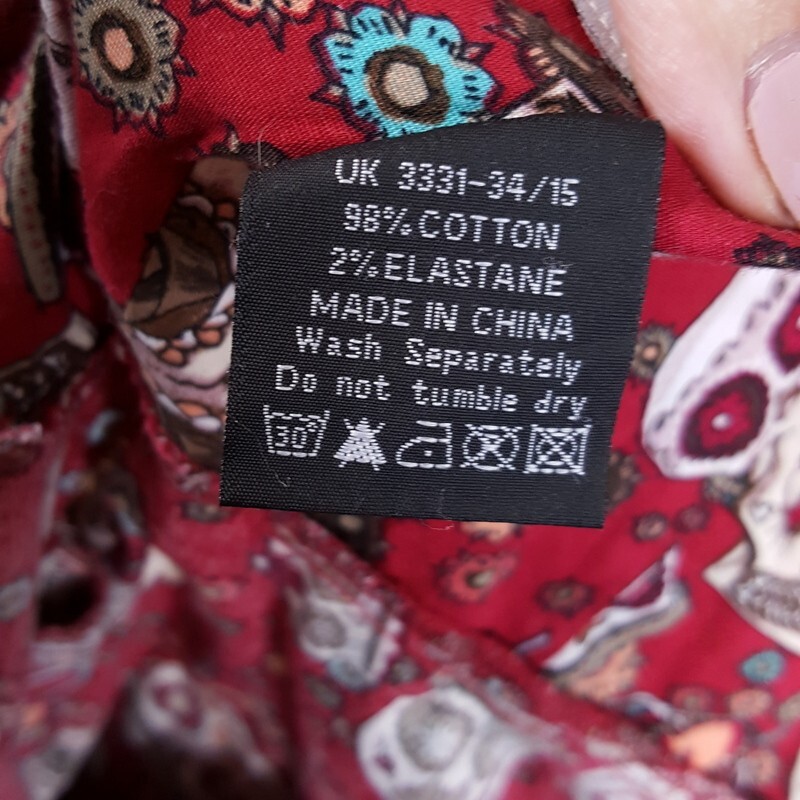 UK 3331-34/15
98% COTTON
2% ELASTANE
MADE IN CHINA
Wash Separately
Do not tumble dry
30°